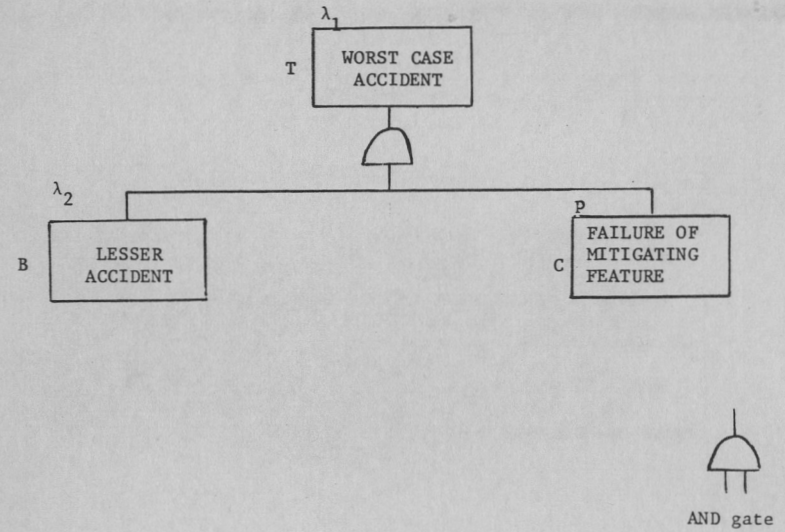 λ1
T
WORST CASE
ACCIDENT
λ2
B
LESSER
ACCIDENT
p
C
FAILURE OF
MITIGATING
FEATURE
AND gate